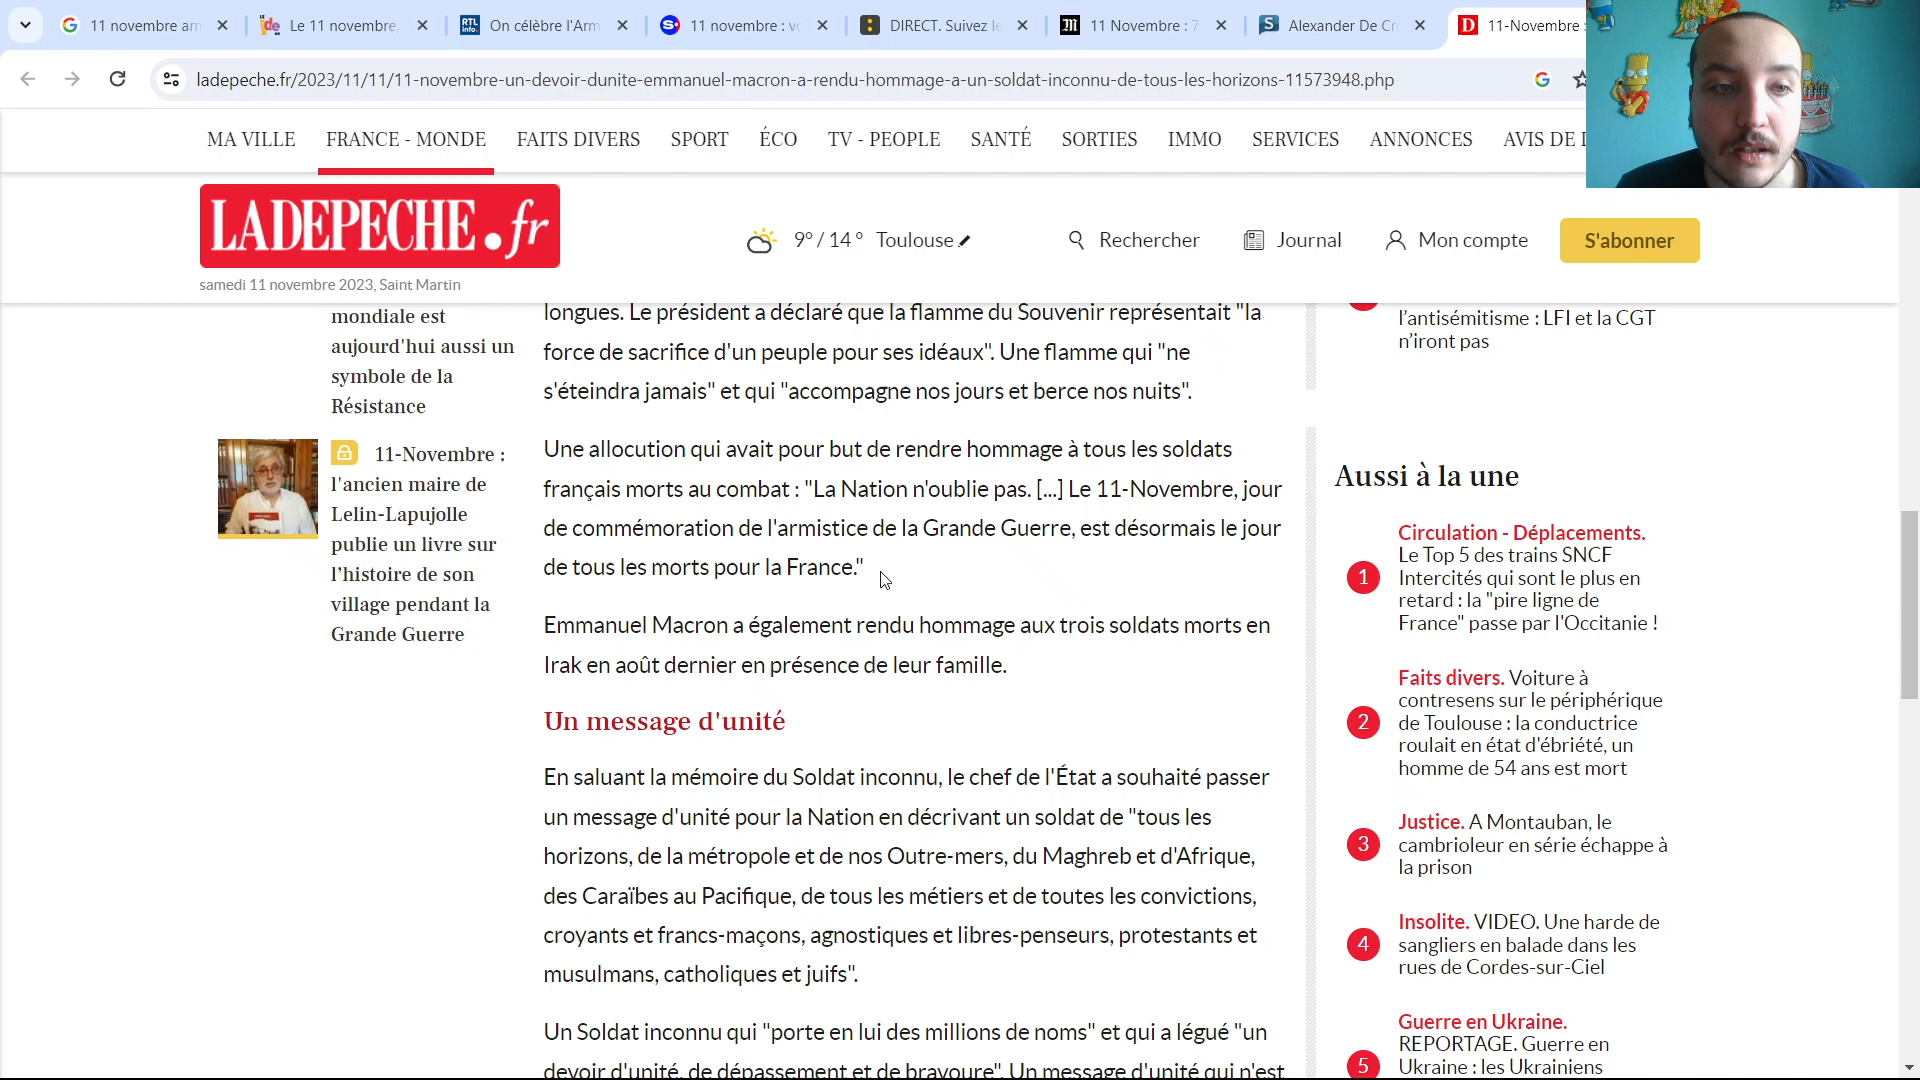 11 novembre arr
Le 11 novembre,
RTL info.
On célèbre l'Arm
11 novembre : vo
DIRECT. Suivez le
11 Novembre : 7
Alexander De Cr
11-Novembre :
ladepeche.fr/2023/11/11/11-novembre-un-devoir-dunite-emmanuel-macron-a-rendu-hommage-a-un-soldat-inconnu-de-tous-les-horizons-11573948.php
MA VILLE FRANCE - MONDE FAITS DIVERS SPORT ÉCO TV - PEOPLE SANTÉ SORTIES IMMO SERVICES ANNONCES AVIS DE
LADEPECHE.fr
9° / 14° Toulouse
Rechercher
Journal
Mon compte
S'abonner
samedi 11 novembre 2023, Saint Martin
mondiale est
aujourd'hui aussi un
symbole de la
Résistance
11-Novembre :
l'ancien maire de
Lelin-Lapujolle
publie un livre sur
l’histoire de son
village pendant la
Grande Guerre
longues. Le président a déclaré que la flamme du Souvenir représentait "la
force de sacrifice d'un peuple pour ses idéaux". Une flamme qui "ne
s'éteindra jamais" et qui "accompagne nos jours et berce nos nuits".
Une allocution qui avait pour but de rendre hommage à tous les soldats
français morts au combat : "La Nation n'oublie pas. [...] Le 11-Novembre, jour
de commémoration de l'armistice de la Grande Guerre, est désormais le jour
de tous les morts pour la France."
Emmanuel Macron a également rendu hommage aux trois soldats morts en
Irak en août dernier en présence de leur famille.
Un message d'unité
En saluant la mémoire du Soldat inconnu, le chef de l'État a souhaité passer
un message d'unité pour la Nation en décrivant un soldat de "tous les
horizons, de la métropole et de nos Outre-mers, du Maghreb et d'Afrique,
des Caraïbes au Pacifique, de tous les métiers et de toutes les convictions,
croyants et francs-maçons, agnostiques et libres-penseurs, protestants et
musulmans, catholiques et juifs".
Un Soldat inconnu qui "porte en lui des millions de noms" et qui a légué "un
devoir d'unité, de dépassement et de bravoure". Un message d'unité qui n'est
l’antisémitisme : LFI et la CGT
n’iront pas
Aussi à la une
1
Circulation - Déplacements.
Le Top 5 des trains SNCF
Intercités qui sont le plus en
retard : la "pire ligne de
France" passe par l'Occitanie !
2
Faits divers. Voiture à
contresens sur le périphérique
de Toulouse : la conductrice
roulait en état d'ébriété, un
homme de 54 ans est mort
3
Justice. A Montauban, le
cambrioleur en série échappe à
la prison
4
Insolite. VIDEO. Une harde de
sangliers en balade dans les
rues de Cordes-sur-Ciel
5
Guerre en Ukraine.
REPORTAGE. Guerre en
Ukraine : les Ukrainiens